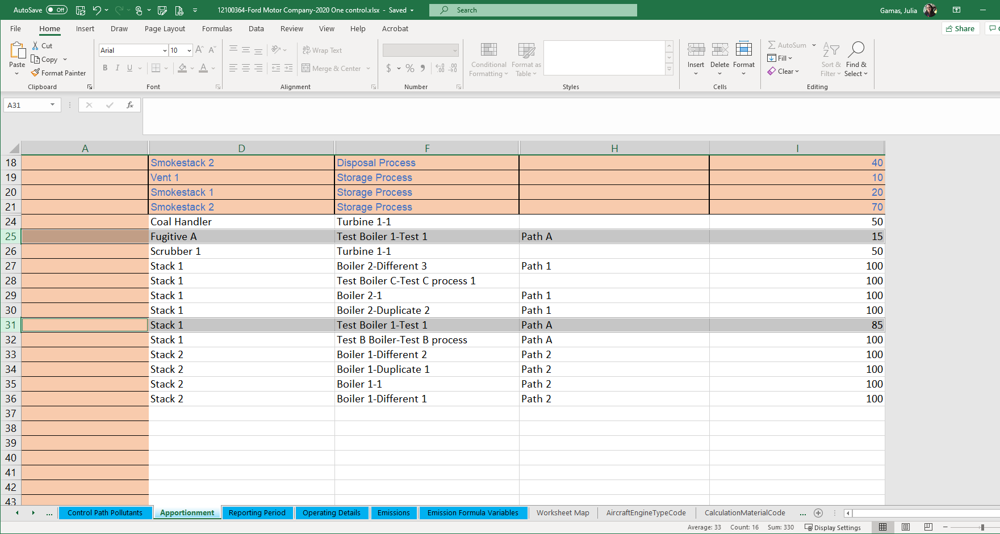 AutoSave Off 12100364-Ford Motor Company-2020 One control.xlsx - Saved Search Gamas, Julia
File Home Insert Draw Page Layout Formulas Data Review View Help Acrobat Share
Paste Cut Copy Format Painter Clipboard
Arial 10 A A B I U A Font
ab Wrap Text Merge & Center Alignment
$ % 9 Number
Conditional Formatting Format as Table Styles
Insert Delete Format Cells
AutoSum Fill Clear Sort & Filter Find & Select Editing
A31 fx
A D F H I
18 Smokestack 2 Disposal Process 40
19 Vent 1 Storage Process 10
20 Smokestack 1 Storage Process 20
21 Smokestack 2 Storage Process 70
24 Coal Handler Turbine 1-1 50
25 Fugitive A Test Boiler 1-Test 1 Path A 15
26 Scrubber 1 Turbine 1-1 50
27 Stack 1 Boiler 2-Different 3 Path 1 100
28 Stack 1 Test Boiler C-Test C process 1 100
29 Stack 1 Boiler 2-1 Path 1 100
30 Stack 1 Boiler 2-Duplicate 2 Path 1 100
31 Stack 1 Test Boiler 1-Test 1 Path A 85
32 Stack 1 Test B Boiler-Test B process Path A 100
33 Stack 2 Boiler 1-Different 2 Path 2 100
34 Stack 2 Boiler 1-Duplicate 1 Path 2 100
35 Stack 2 Boiler 1-1 Path 2 100
36 Stack 2 Boiler 1-Different 1 Path 2 100
37
38
39
40
41
42
43
... Control Path Pollutants Apportionment Reporting Period Operating Details Emissions Emission Formula Variables Worksheet Map AircraftEngineTypeCode CalculationMaterialCode ...
Average: 33 Count: 16 Sum: 330 Display Settings